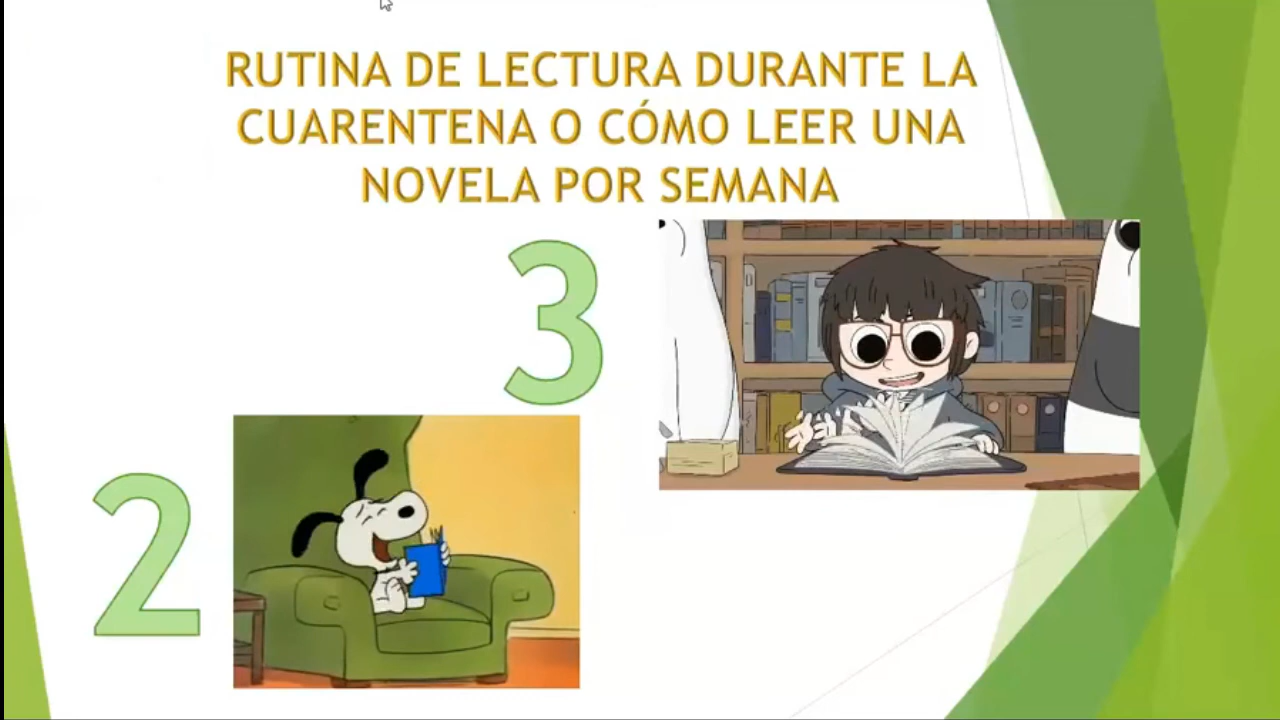 RUTINA DE LECTURA DURANTE LA
CUARENTENA O CÓMO LEER UNA
NOVELA POR SEMANA
3
2